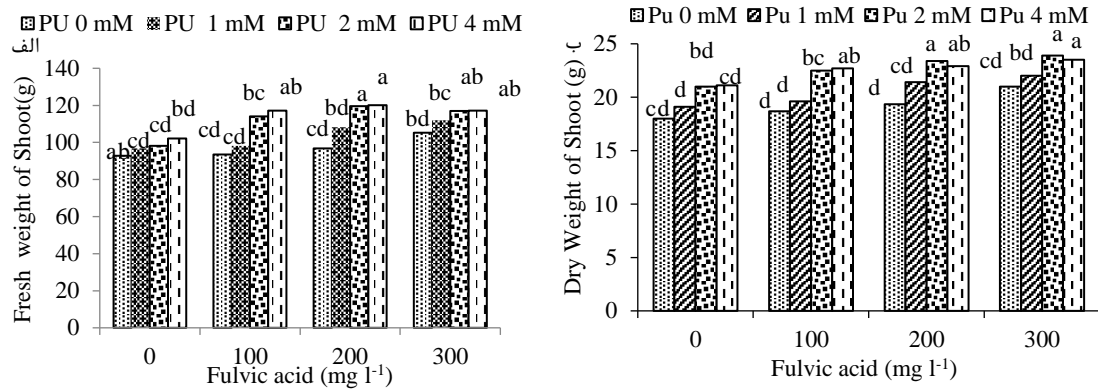 PU 0 mM PU 1 mM PU 2 mM PU 4 mM
الف
Fresh weight of Shoot(g)
140
120
100
80
60
40
20
0
ab cd cd bd
cd cd bc ab
cd bd a a
bd ab ab
0 100 200 300
Fulvic acid (mg l-1)
Pu 0 mM Pu 1 mM Pu 2 mM Pu 4 mM
Dry Weight of Shoot (g)
25
20
15
10
5
0
cd d bd cd
d d bc ab
d d a ab
cd bd a a
0 100 200 300
Fulvic acid (mg l-1)